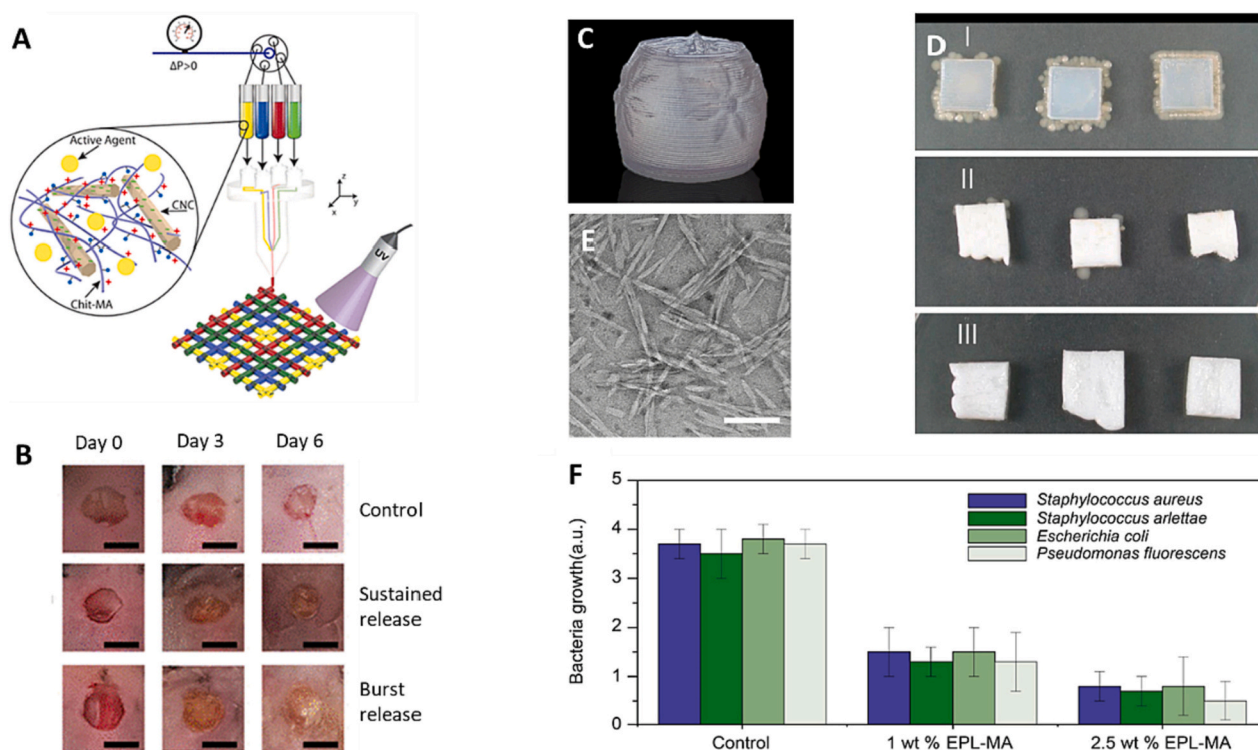 A
ΔP>0
Active Agent
CNC
Chit-MA
z
y
x
UV
B
Day 0
Day 3
Day 6
Control
Sustained
release
Burst
release
C
D
I
II
III
E
F
Bacteria growth(a.u.)
5
4
3
2
1
0
Staphylococcus aureus
Staphylococcus arlettae
Escherichia coli
Pseudomonas fluorescens
Control
1 wt % EPL-MA
2.5 wt % EPL-MA